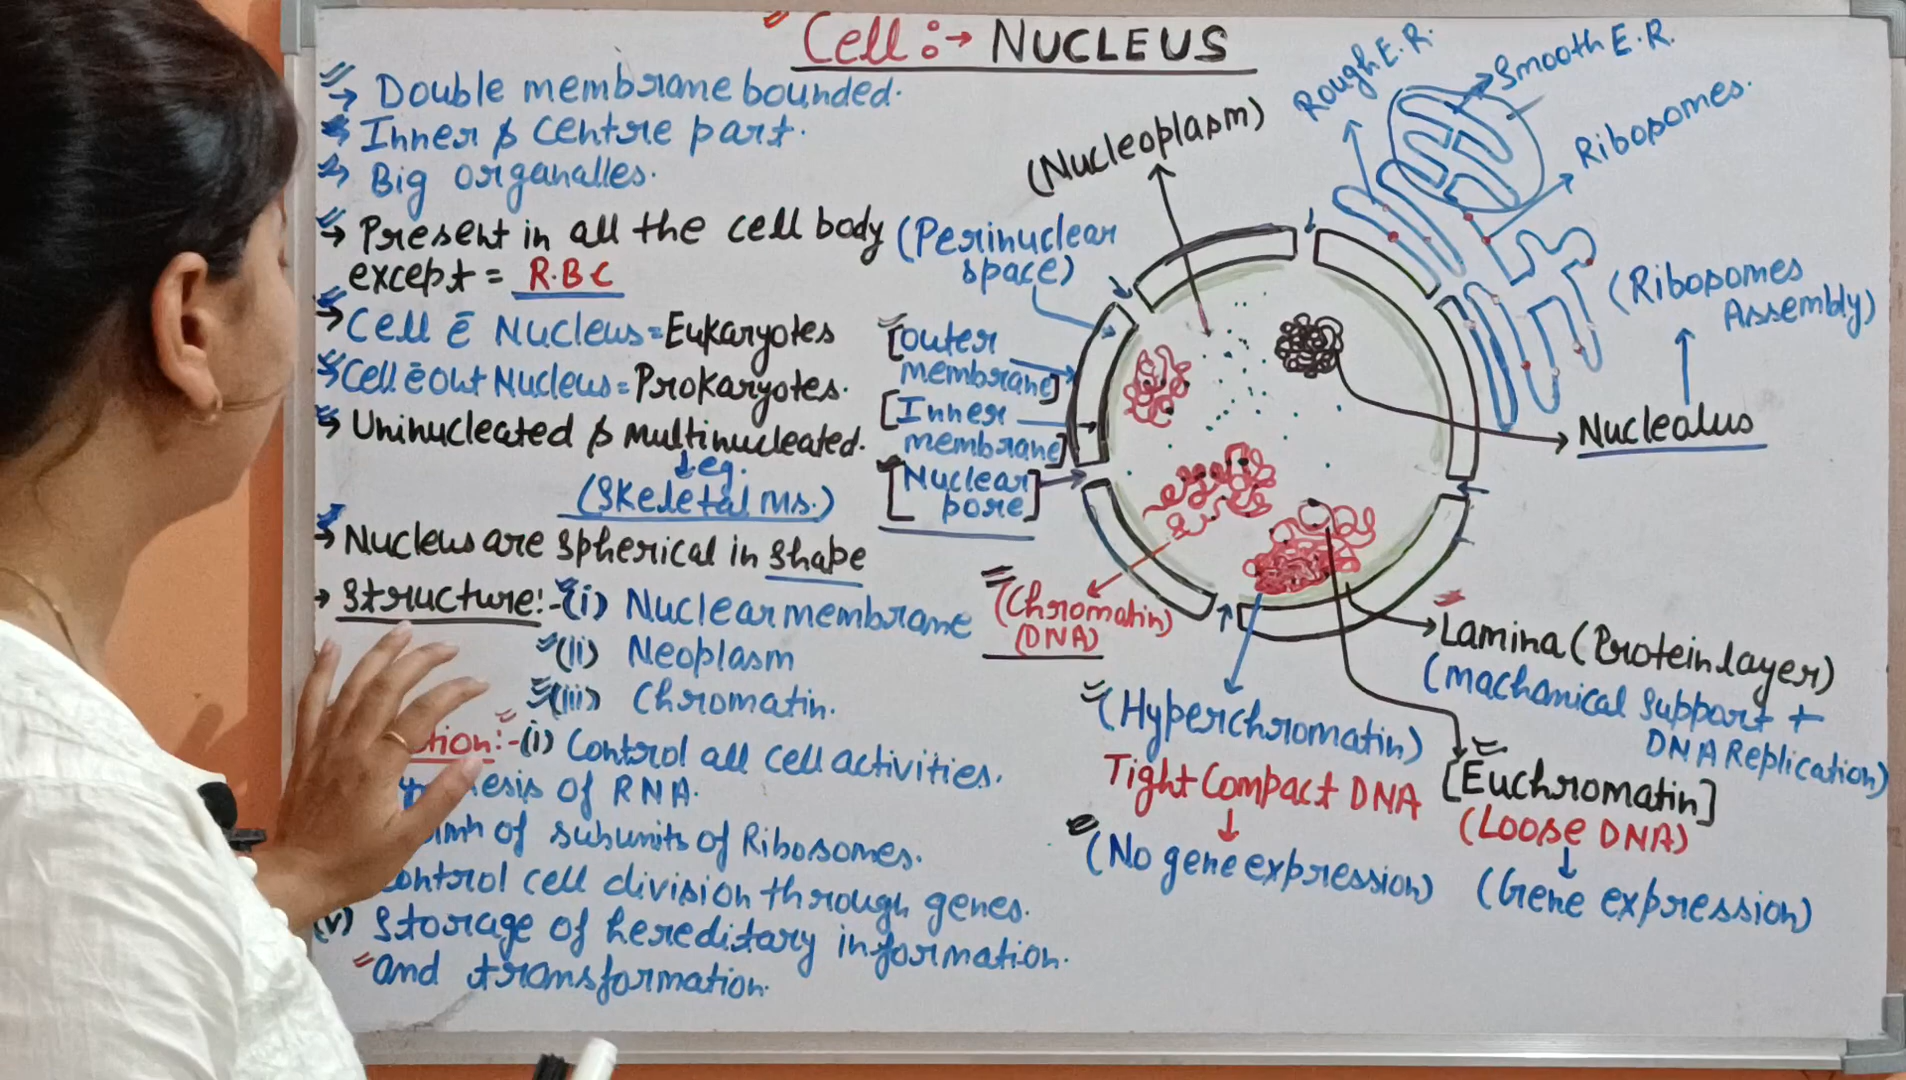 Cell :→ NUCLEUS
→ Double membrane bounded.
→ Inner & centre part.
→ Big organalles.
→ Present in all the cell body
except = R.B.C
→ Cell c̄ Nucleus = Eukaryotes
→ Cell c̄out Nucleus = Prokaryotes.
→ Uninucleated & Multinucleated.
↓ eg.
(Skeletal Ms.)
→ Nucleus are spherical in shape
→ Structure:- (i) Nuclear membrane
(ii) Neoplasm
(iii) Chromatin.
tion:- (i) Control all cell activities.
esis of RNA.
of subunits of Ribosomes.
control cell division through genes.
(v) Storage of hereditary information.
and transformation.
(Nucleoplasm)
Rough E.R.
Smooth E.R.
Ribosomes.
(Perinuclear
space)
[outer
membrane]
[Inner
membrane]
[Nuclear
pore]
(Ribosomes
Assembly)
↑
Nucleolus
(Chromatin)
(DNA)
Lamina (Protein layer)
(machanical support +
DNA Replication)
(Hyperchromatin)
Tight Compact DNA
↓
(No gene expression)
[Euchromatin]
(Loose DNA)
↓
(Gene expression)